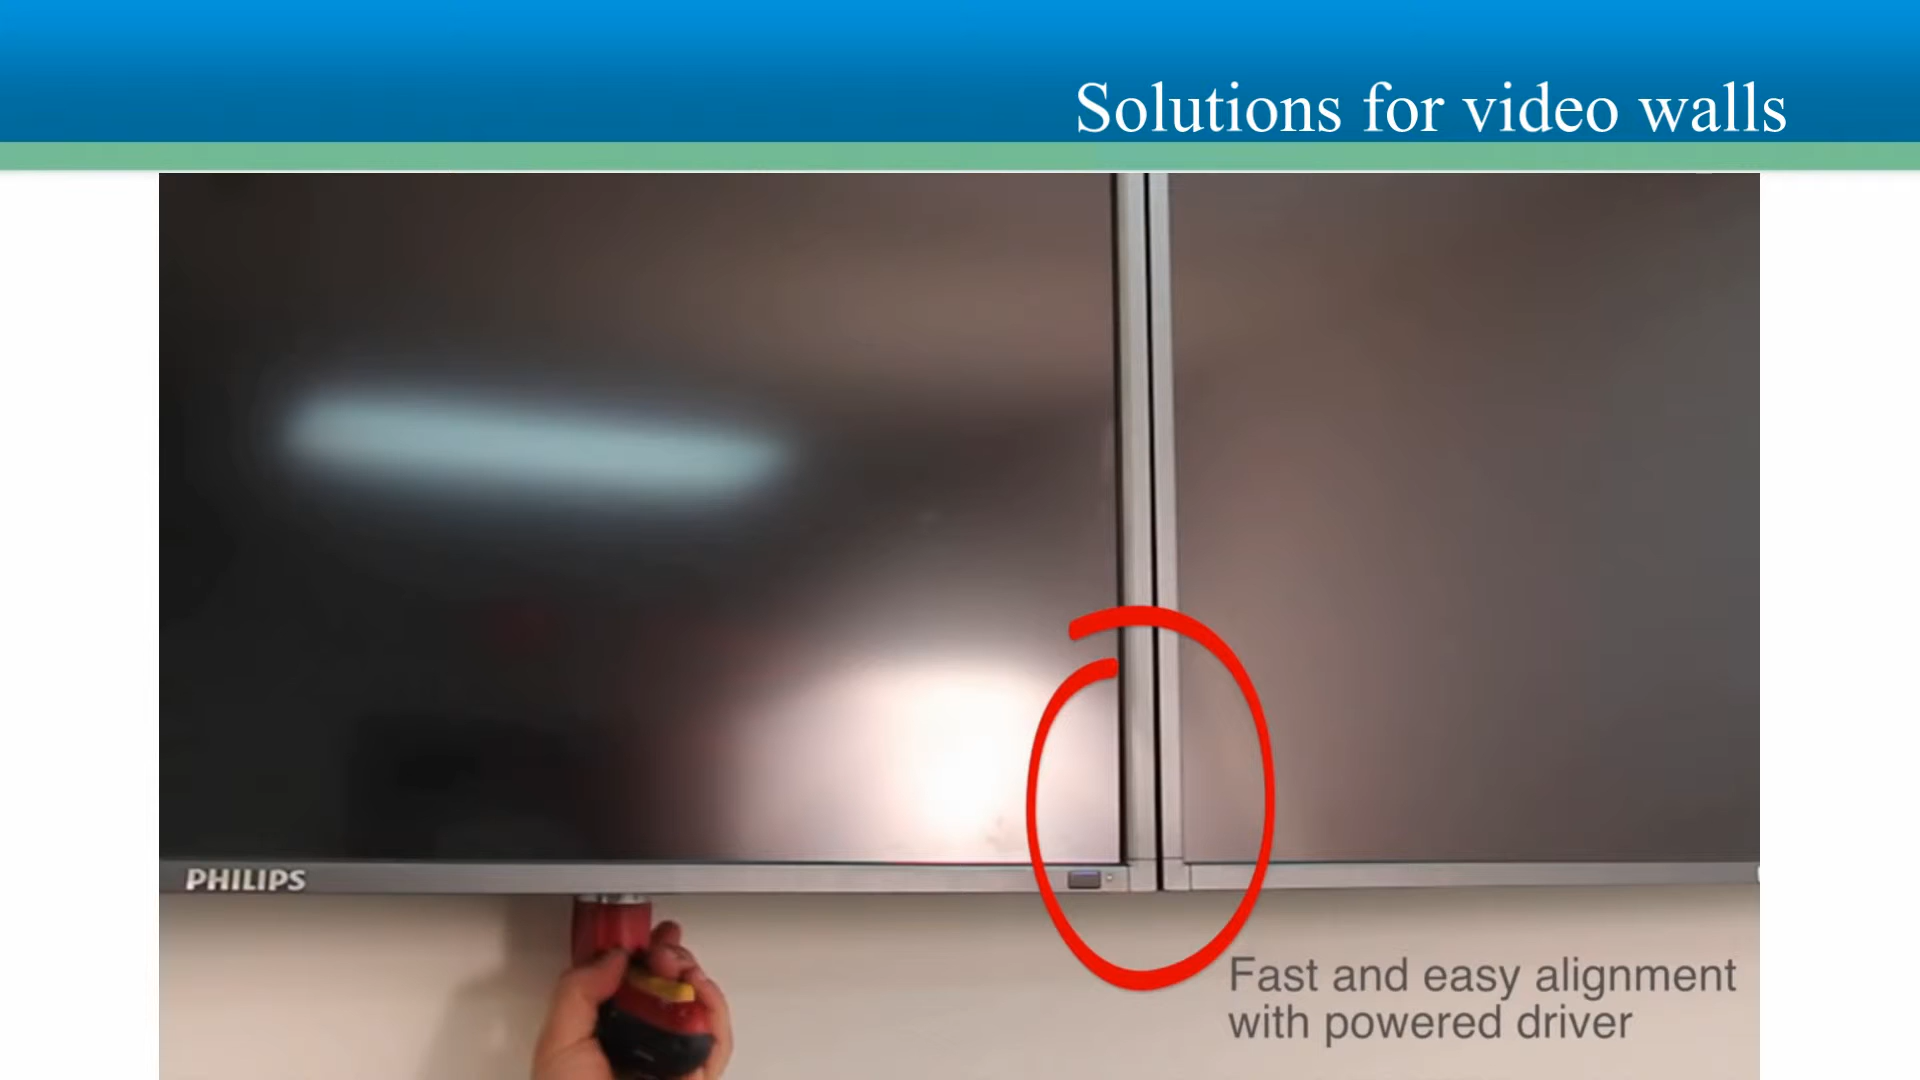 Solutions for video walls
PHILIPS
Fast and easy alignment
with powered driver